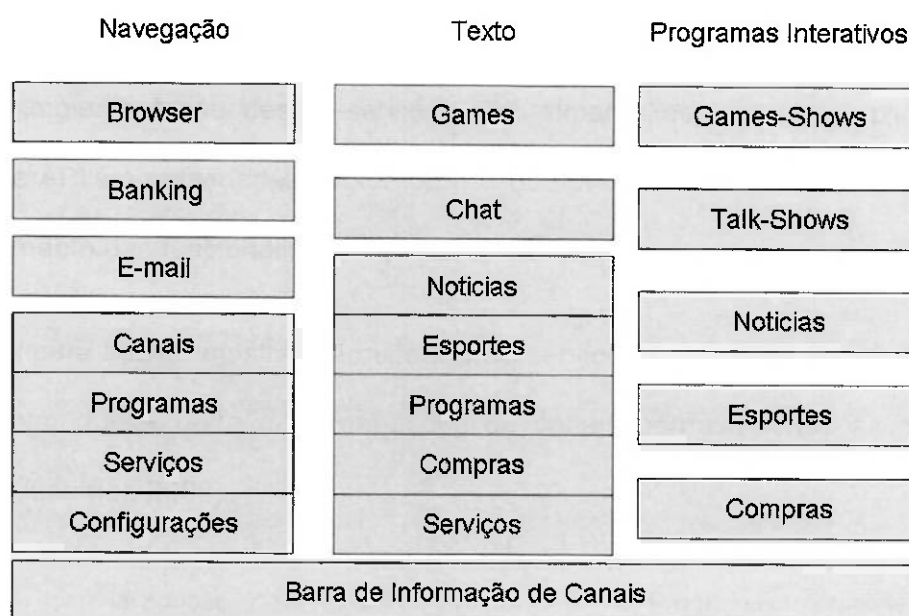 Navegação
Texto
Programas Interativos
Browser
Banking
E-mail
Canais
Programas
Serviços
Configurações
Games
Chat
Noticias
Esportes
Programas
Compras
Serviços
Games-Shows
Talk-Shows
Noticias
Esportes
Compras
Barra de Informação de Canais